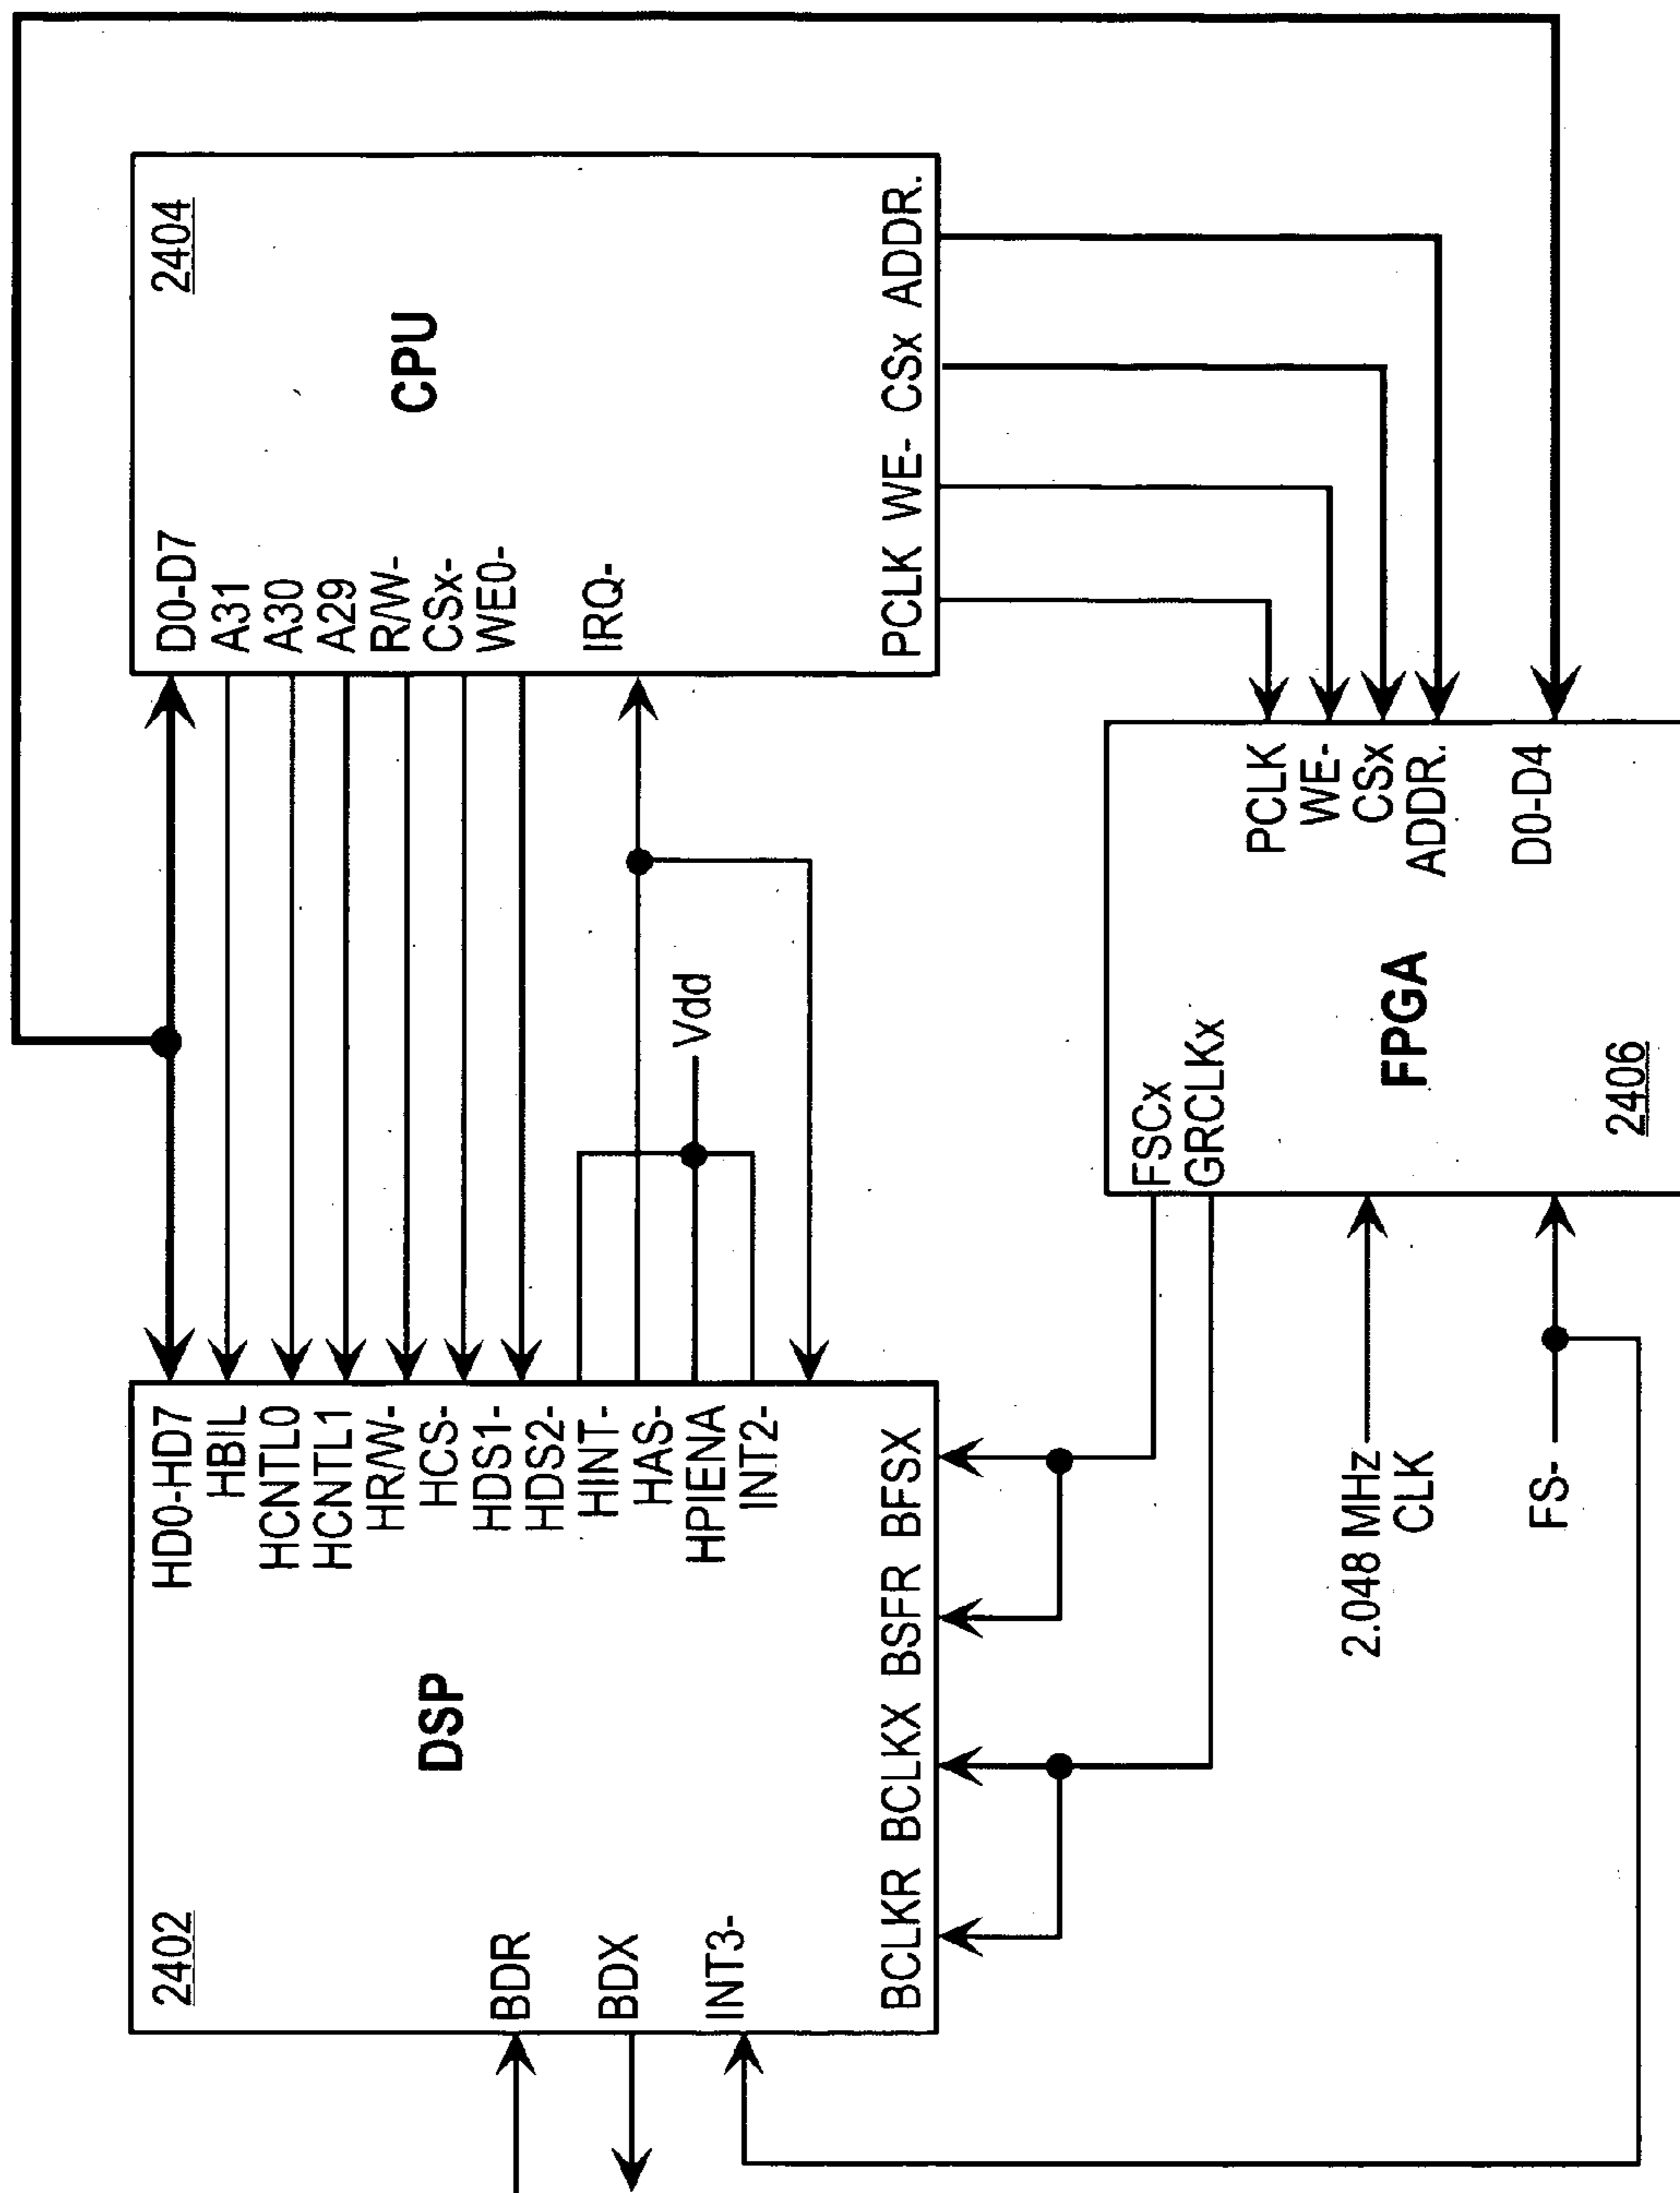 2402
DSP
BDR
BDX
INT3-
HD0-HD7
HBIL
HCNTL0
HCNTL1
HR/W-
HCS-
HDS1-
HDS2-
HINT-
HAS-
HPIENA
INT2-
BCLKR BCLKX BSFR BFSX
Vdd
2404
CPU
D0-D7
A31
A30
A29
R/W-
CSx-
WE0-
IRQ-
PCLK WE- CSx ADDR.
FSCx
GRCLKx
FPGA
2406
PCLK
WE-
CSx
ADDR.
D0-D4
2.048 MHz
CLK
FS-